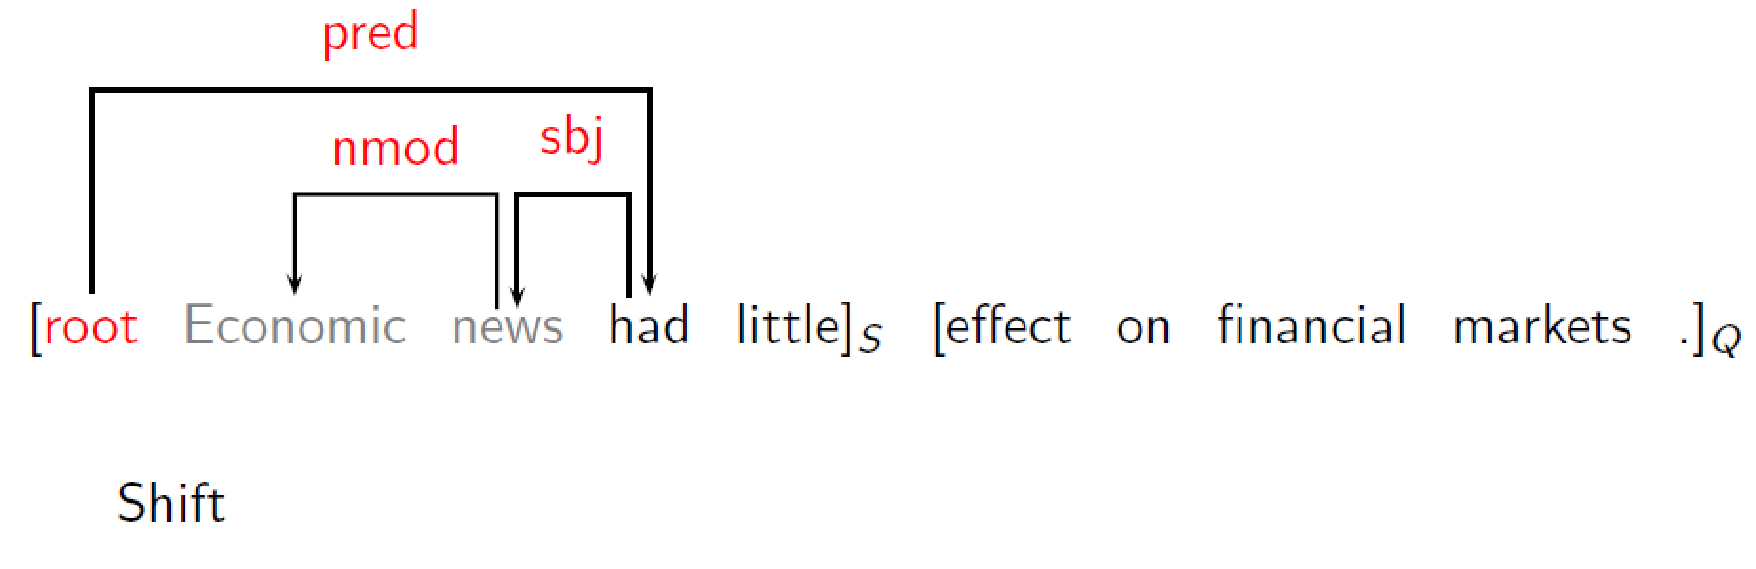 pred
nmod sbj
[root Economic news had little]S [effect on financial markets .]Q
Shift